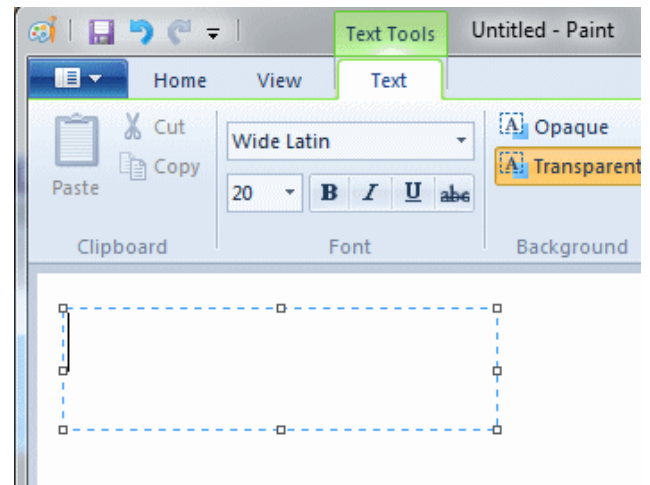 Text Tools Untitled - Paint
Home View Text
Cut
Copy
Paste
Clipboard
Wide Latin
20 B I U abc
Font
A Opaque
A Transparent
Background